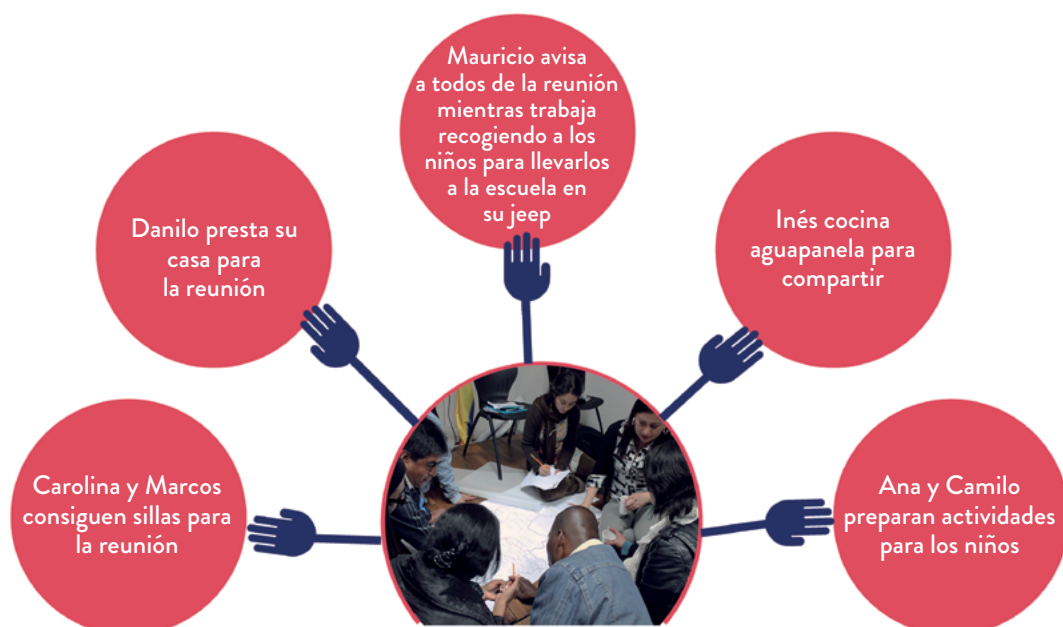 Carolina y Marcos
consiguen sillas para
la reunión
Danilo presta su
casa para
la reunión
Mauricio avisa
a todos de la reunión
mientras trabaja
recogiendo a los
niños para llevarlos
a la escuela en
su jeep
Inés cocina
aguapanela para
compartir
Ana y Camilo
preparan actividades
para los niños